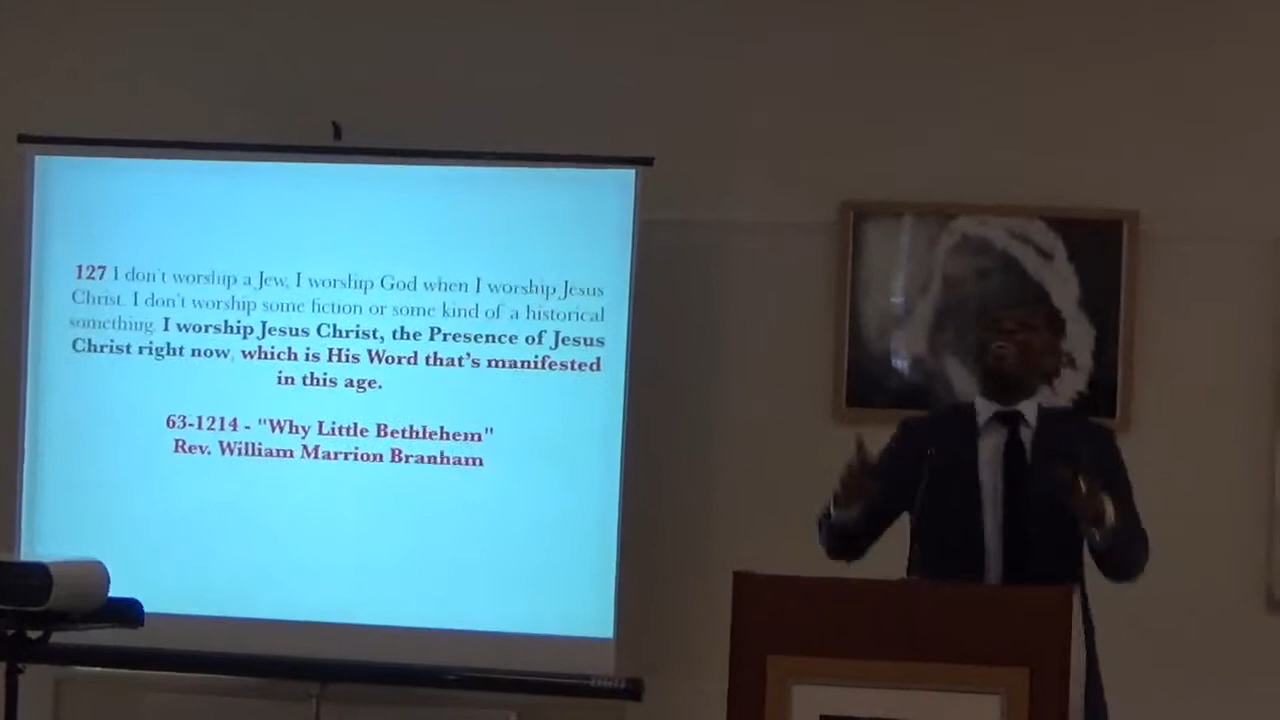 127 I don't worship a Jew, I worship God when I worship Jesus
Christ. I don't worship some fiction or some kind of a historical
something. I worship Jesus Christ, the Presence of Jesus
Christ right now, which is His Word that's manifested
in this age.
63-1214 - "Why Little Bethlehem"
Rev. William Marrion Branham